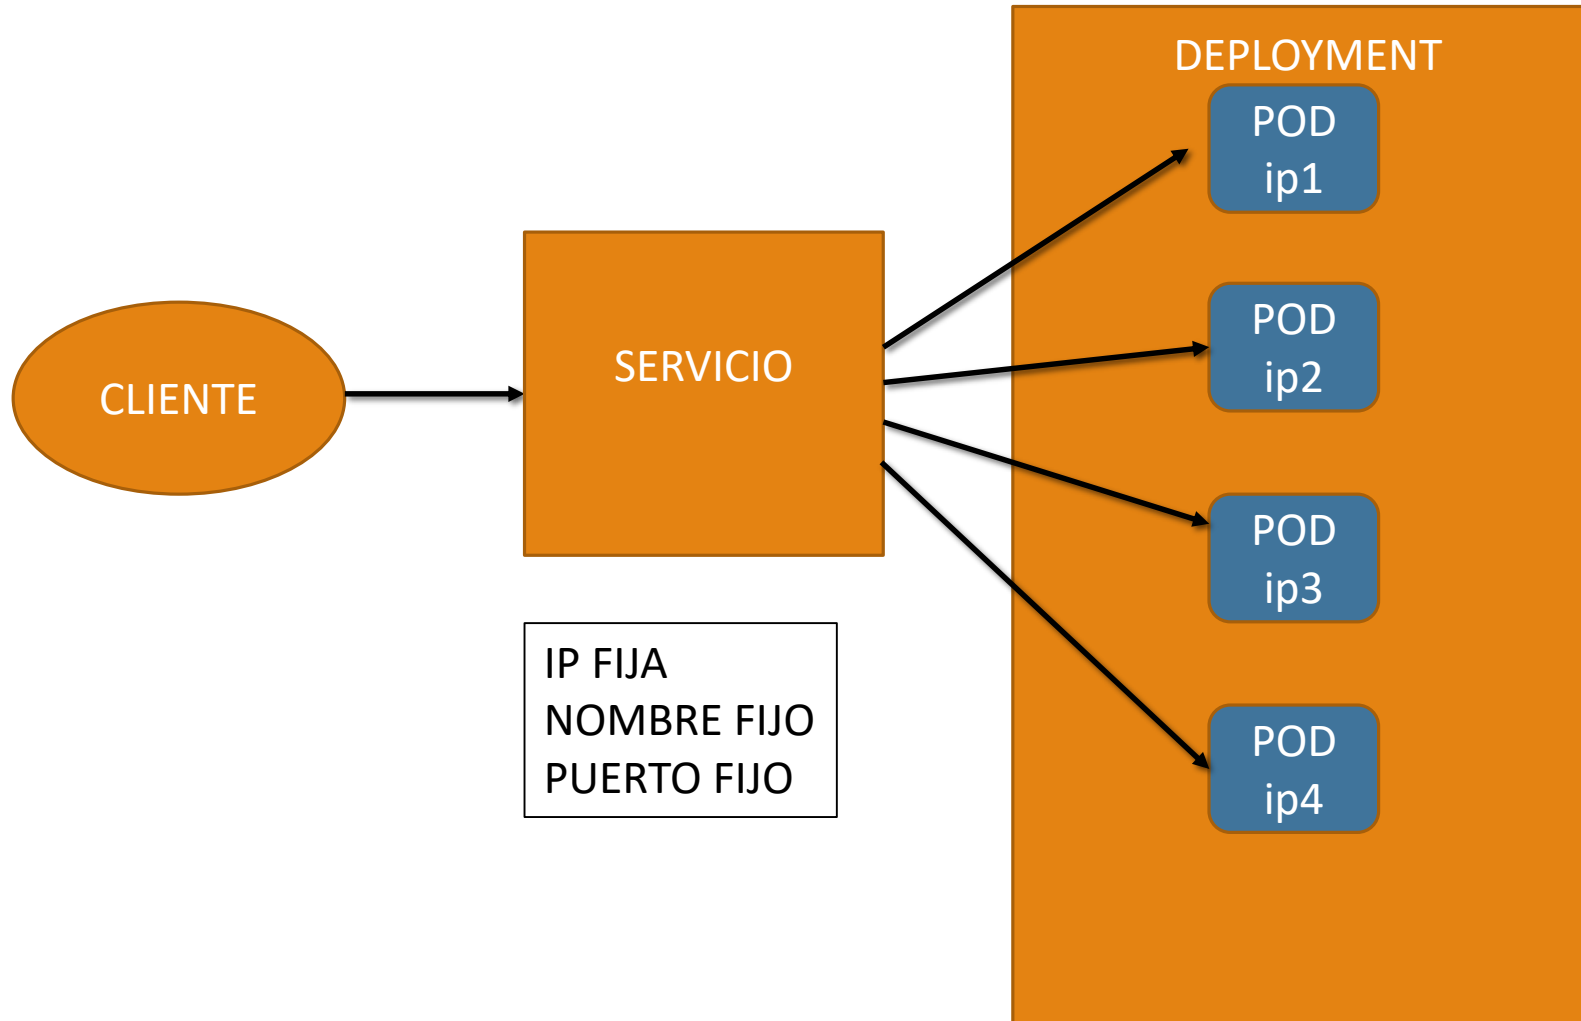 CLIENTE
SERVICIO
IP FIJA
NOMBRE FIJO
PUERTO FIJO
DEPLOYMENT
POD
ip1
POD
ip2
POD
ip3
POD
ip4